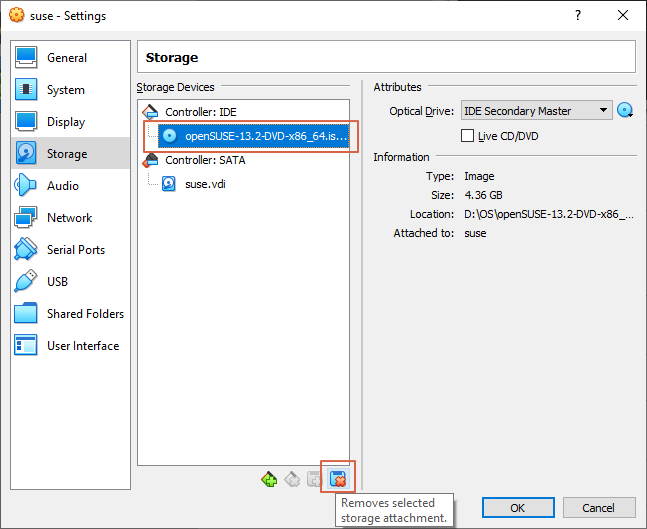 suse - Settings
?
General
System
Display
Storage
Audio
Network
Serial Ports
USB
Shared Folders
User Interface
Storage
Storage Devices
Controller: IDE
openSUSE-13.2-DVD-x86_64.is...
Controller: SATA
suse.vdi
Attributes
Optical Drive: IDE Secondary Master
Live CD/DVD
Information
Type: Image
Size: 4.36 GB
Location: D:\OS\openSUSE-13.2-DVD-x86_...
Attached to: suse
Removes selected
storage attachment.
OK
Cancel